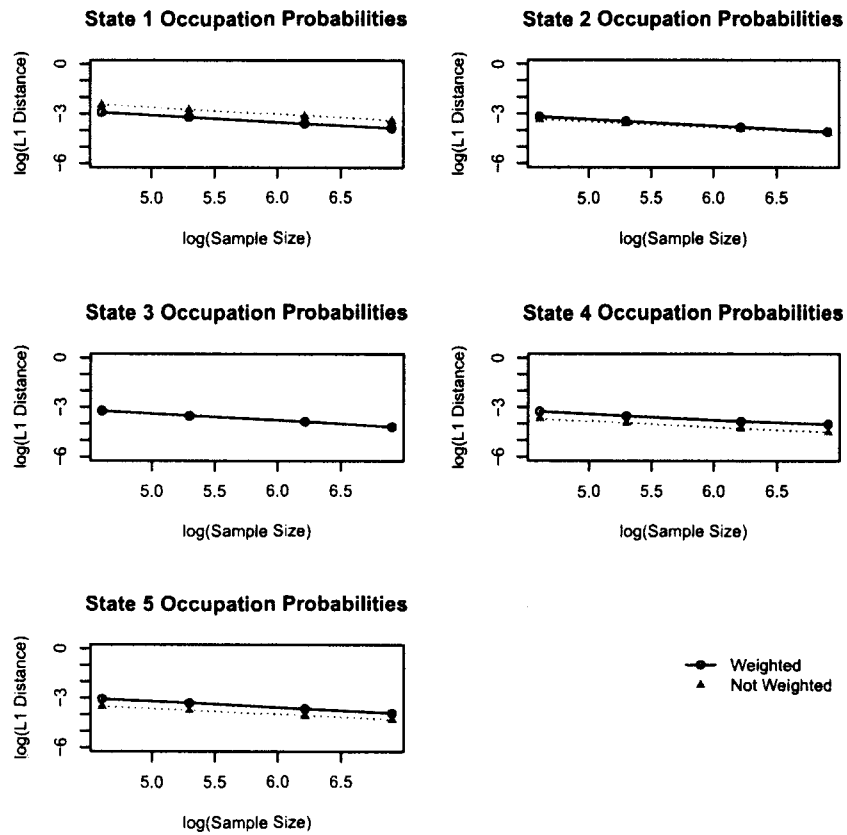 State 1 Occupation Probabilities
log(L1 Distance)
0
-3
-6
5.0 5.5 6.0 6.5
log(Sample Size)
State 2 Occupation Probabilities
log(L1 Distance)
0
-3
-6
5.0 5.5 6.0 6.5
log(Sample Size)
State 3 Occupation Probabilities
log(L1 Distance)
0
-3
-6
5.0 5.5 6.0 6.5
log(Sample Size)
State 4 Occupation Probabilities
log(L1 Distance)
0
-3
-6
5.0 5.5 6.0 6.5
log(Sample Size)
State 5 Occupation Probabilities
log(L1 Distance)
0
-3
-6
5.0 5.5 6.0 6.5
log(Sample Size)
Weighted
Not Weighted